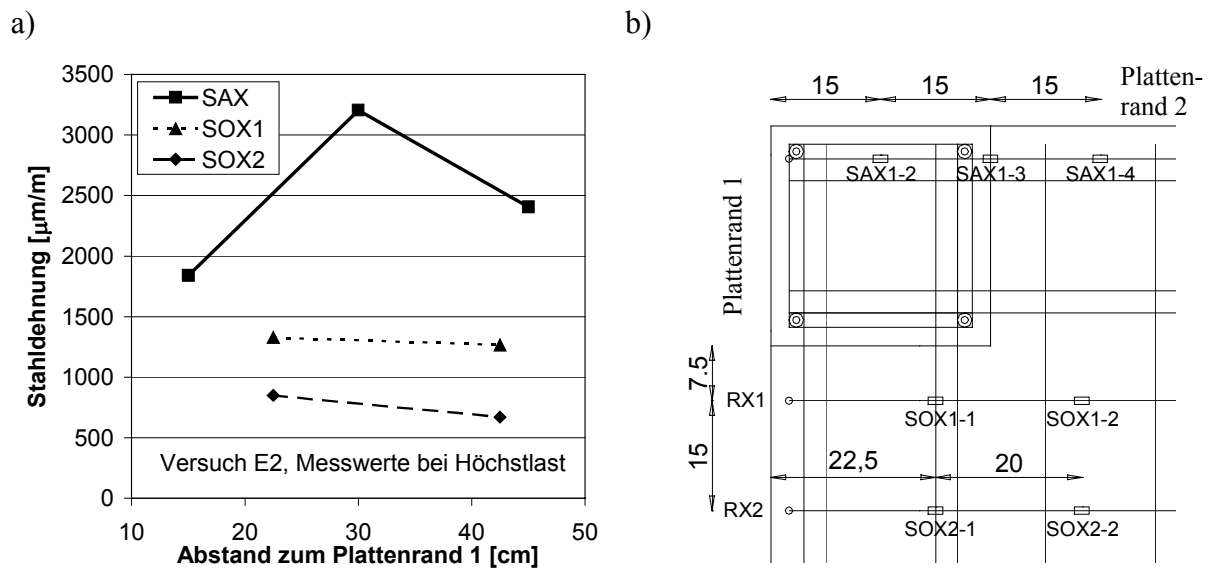 a)
Stahldehnung [µm/m]
3500
3000
2500
2000
1500
1000
500
0
SAX
SOX1
SOX2
Versuch E2, Messwerte bei Höchstlast
10
20
30
40
50
Abstand zum Plattenrand 1 [cm]
b)
15
15
15
Platten-
rand 2
Plattenrand 1
SAX1-2
SAX1-3
SAX1-4
7.5
RX1
SOX1-1
SOX1-2
15
22,5
20
RX2
SOX2-1
SOX2-2